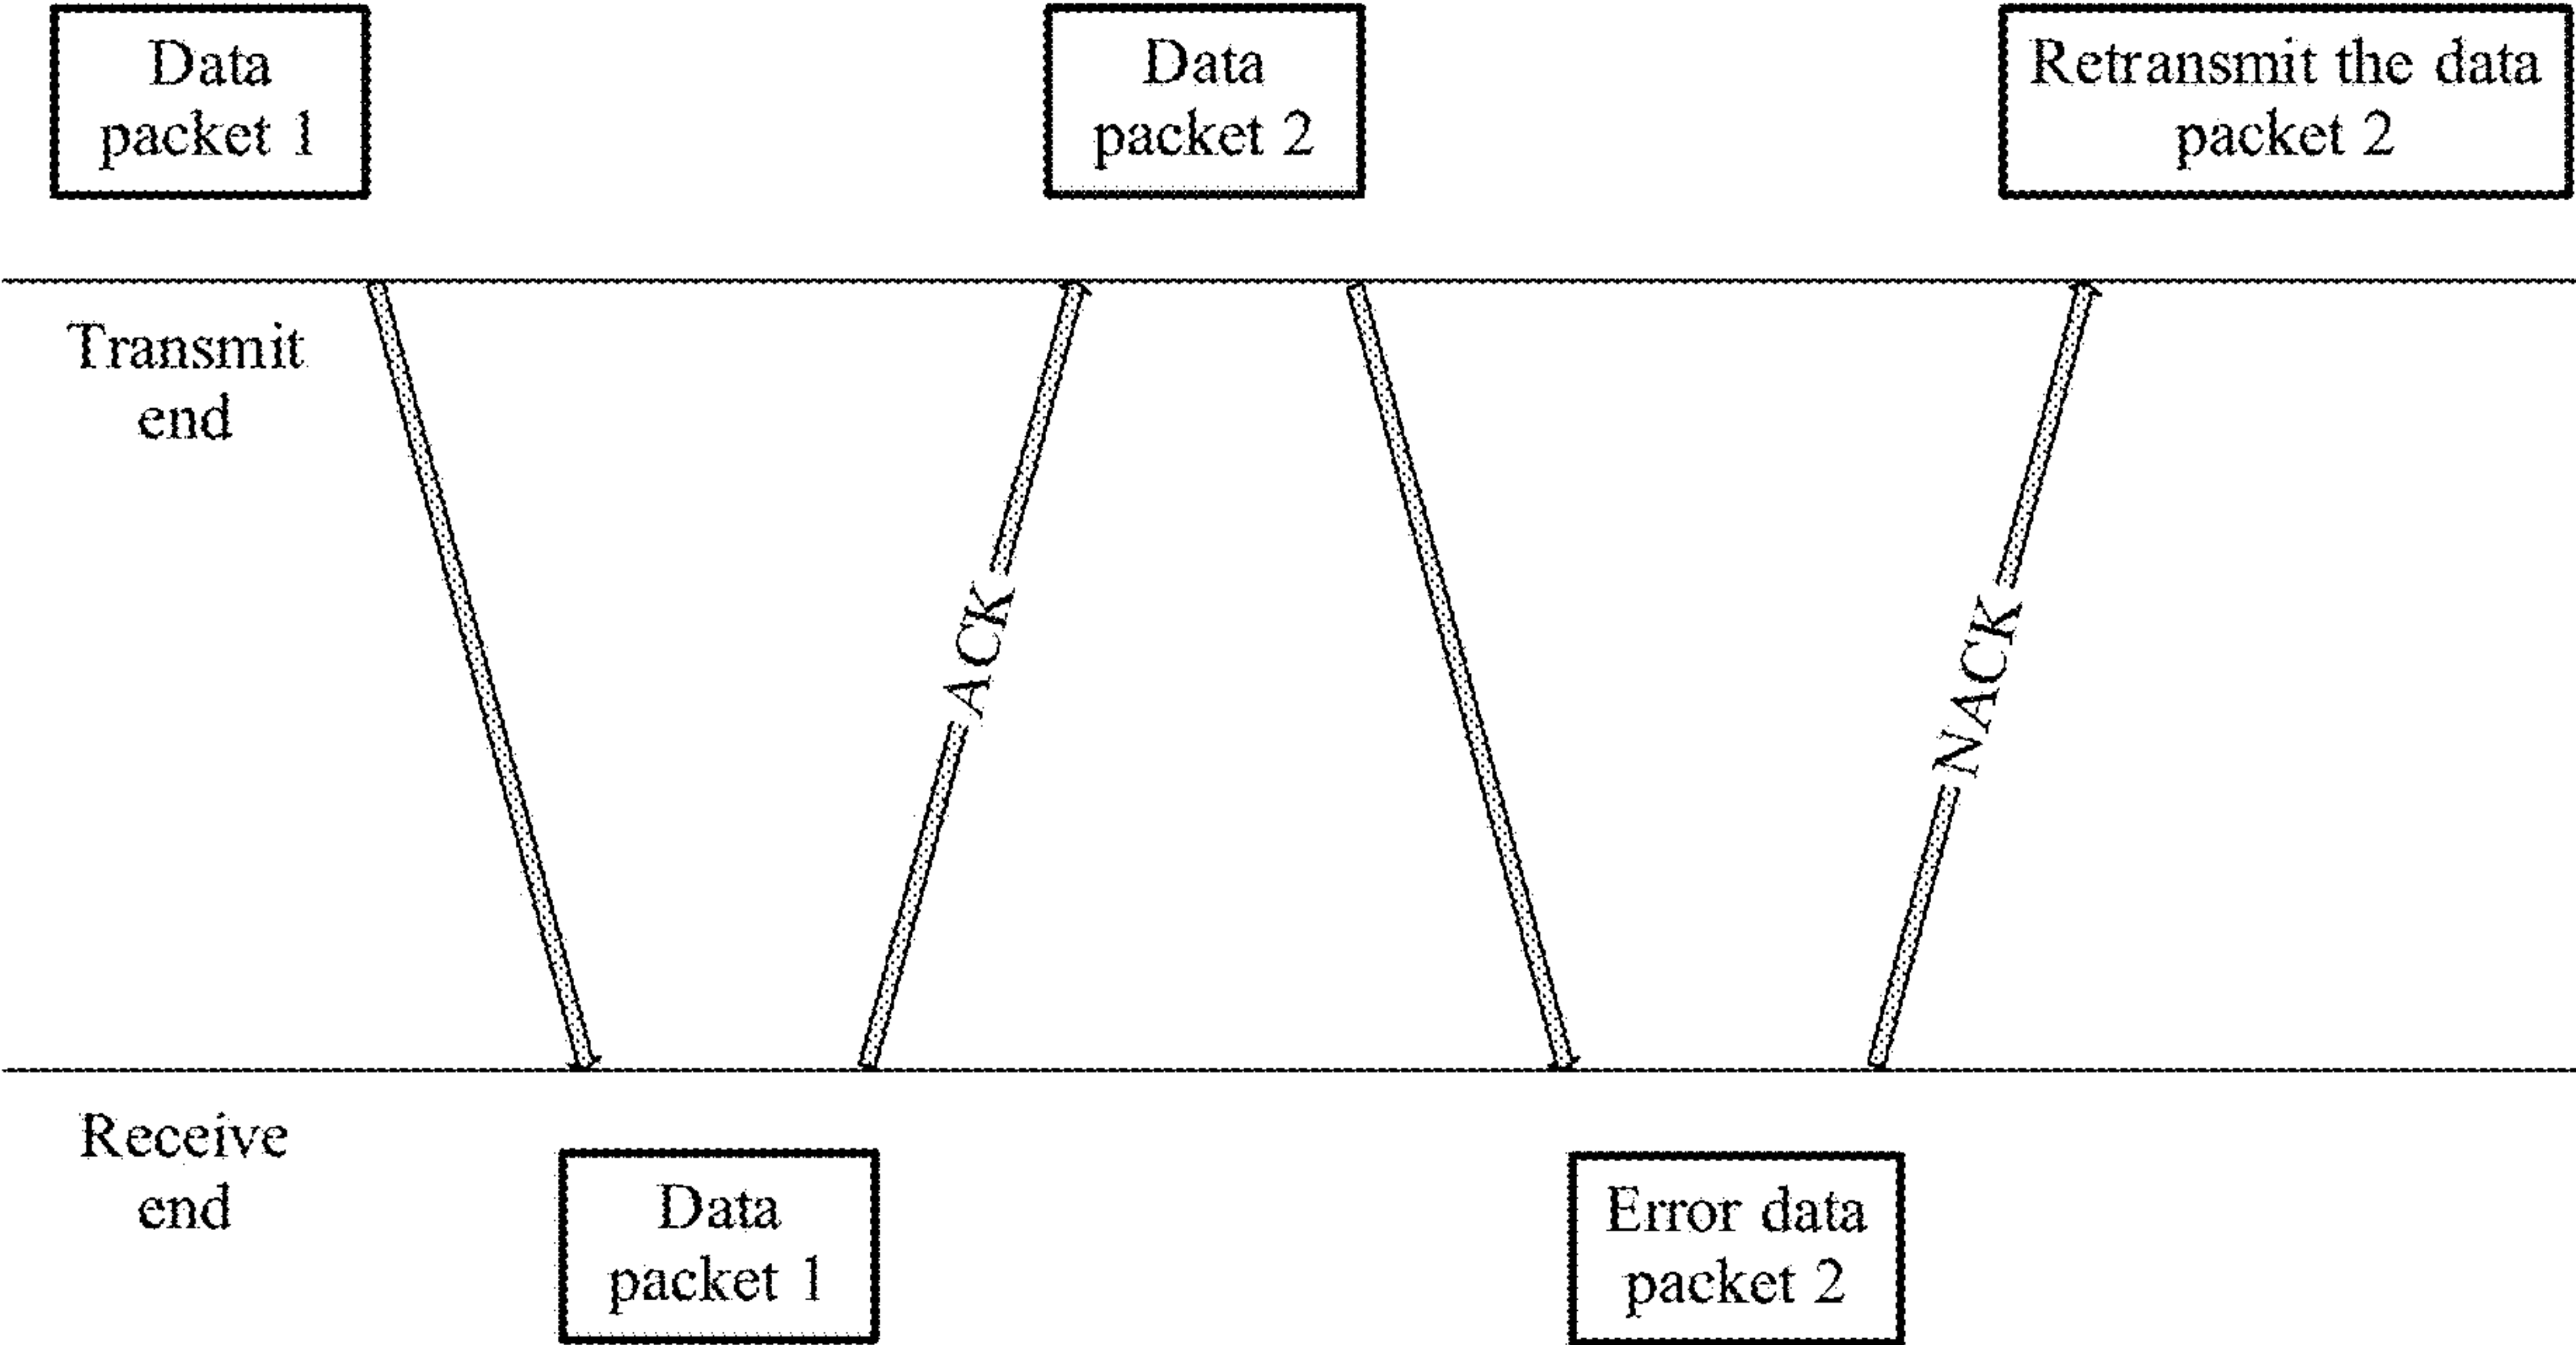 Data
packet 1
Data
packet 2
Retransmit the data
packet 2
Transmit
end
ACK
NACK
Receive
end
Data
packet 1
Error data
packet 2